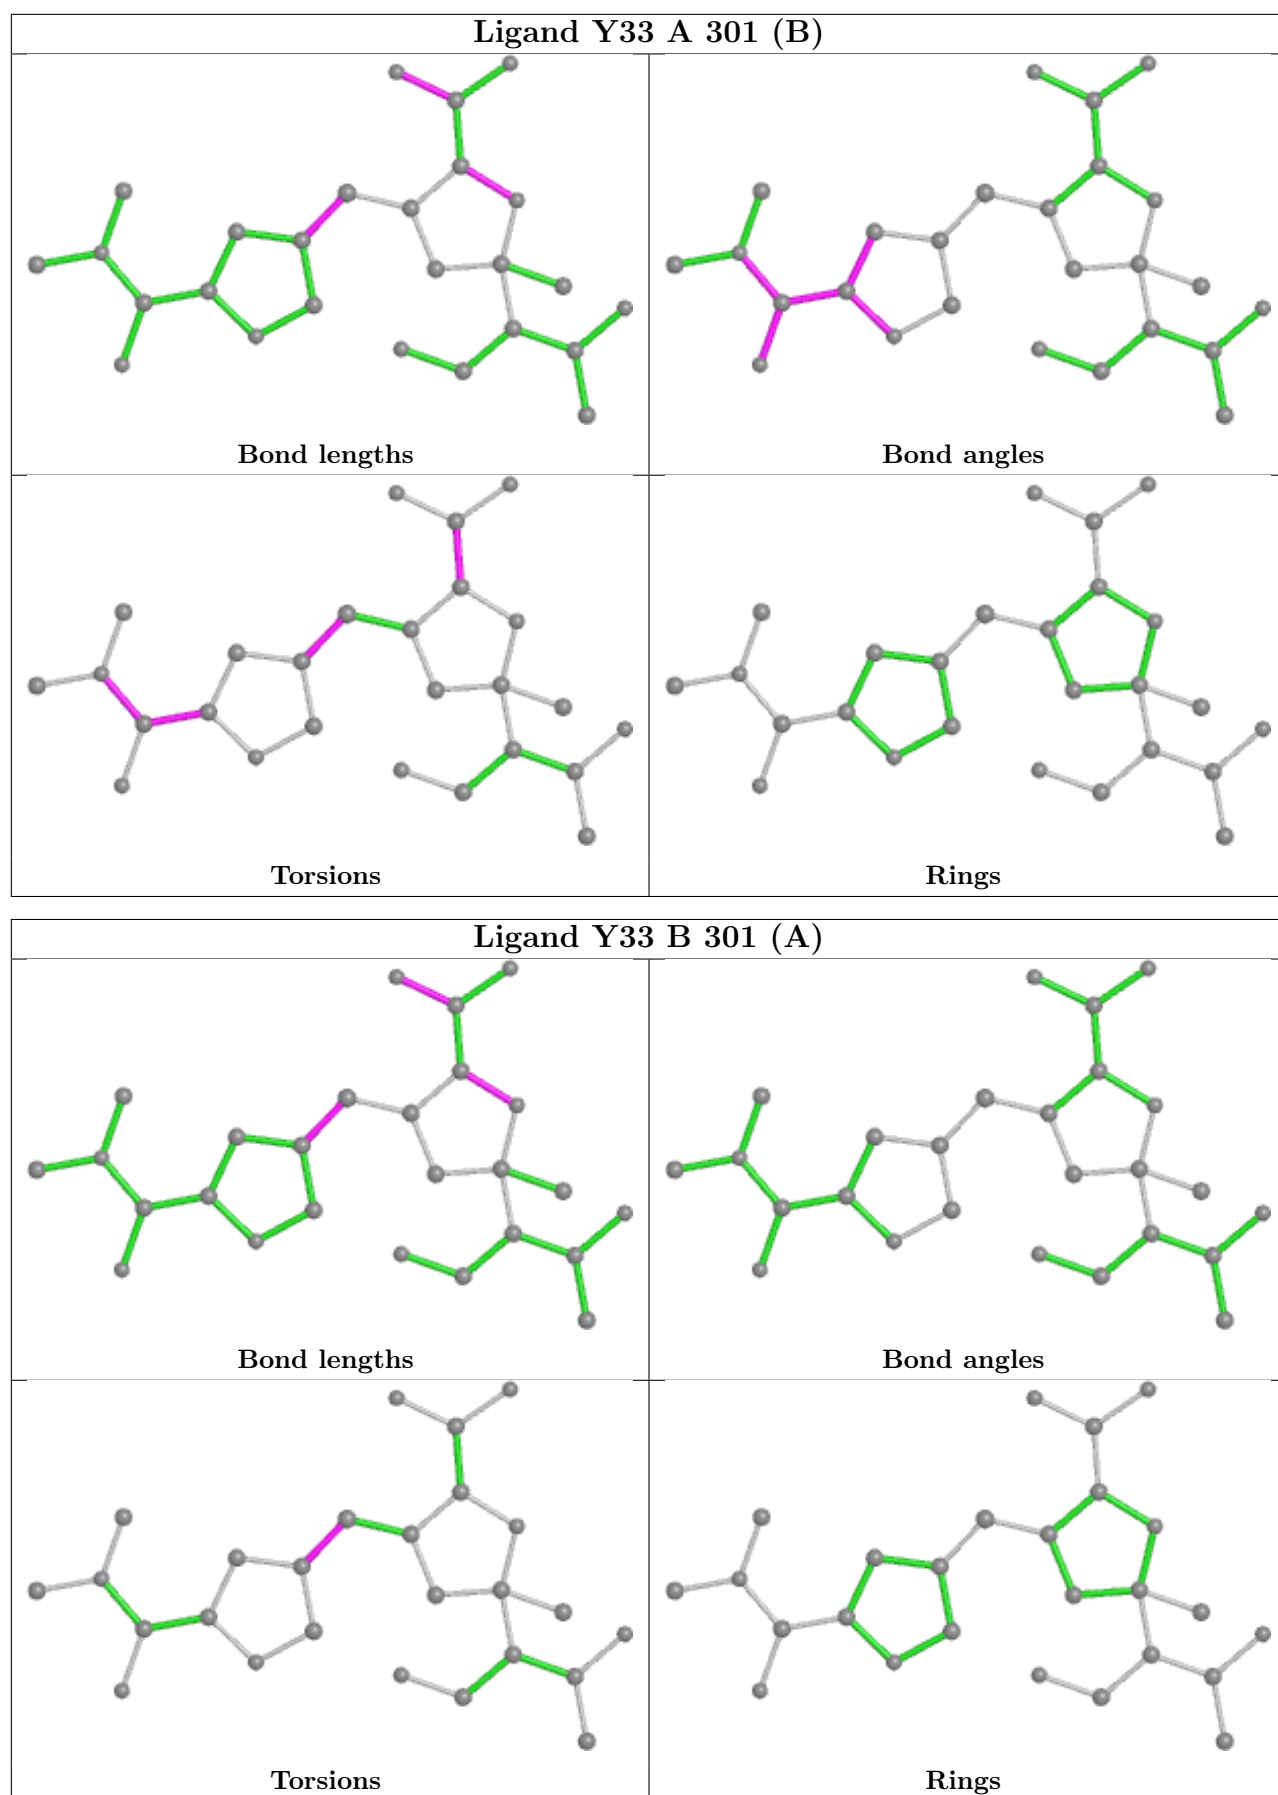 Ligand Y33 A 301 (B)
Bond lengths
Bond angles
Torsions
Rings
Ligand Y33 B 301 (A)
Bond lengths
Bond angles
Torsions
Rings